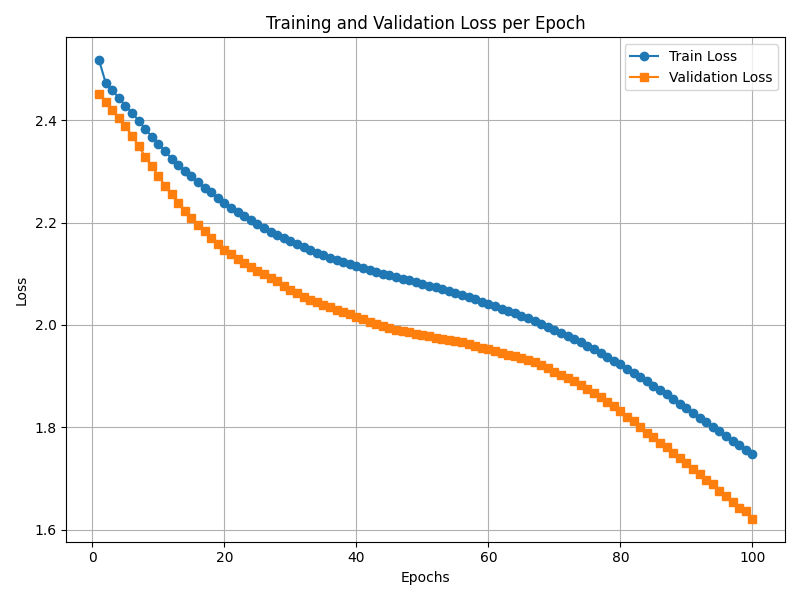 Training and Validation Loss per Epoch
Train Loss
Validation Loss
Loss
2.4
2.2
2.0
1.8
1.6
0 20 40 60 80 100
Epochs